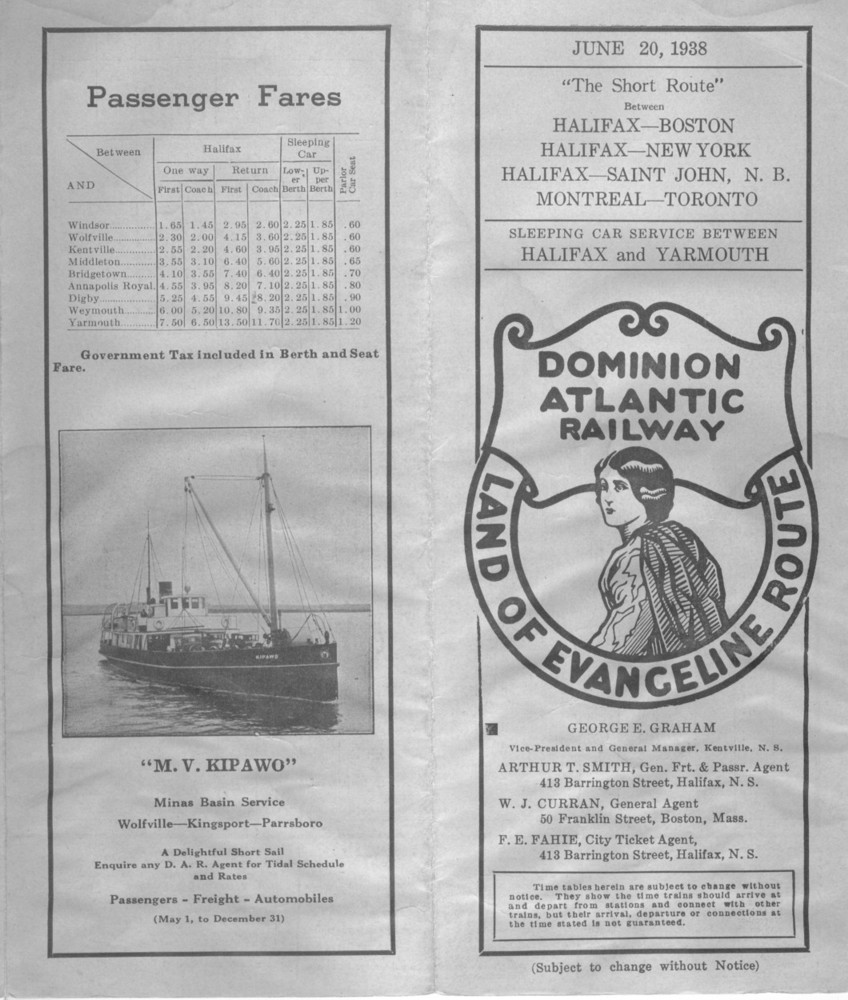 Passenger Fares
Between
AND
Halifax
Sleeping Car
One way
Return
Lower Berth
Upper Berth
Parlor Car Seat
First Coach First Coach
Windsor 1.65 1.45 2.95 2.60 2.25 1.85 .60
Wolfville 2.30 2.00 4.15 3.60 2.25 1.85 .60
Kentville 2.55 2.20 4.60 3.95 2.25 1.85 .60
Middleton 3.55 3.10 6.40 5.60 2.25 1.85 .65
Bridgetown 4.10 3.55 7.40 6.40 2.25 1.85 .70
Annapolis Royal 4.55 3.95 8.20 7.10 2.25 1.85 .80
Digby 5.25 4.55 9.45 8.20 2.25 1.85 .90
Weymouth 6.00 5.20 10.80 9.35 2.25 1.85 1.00
Yarmouth 7.50 6.50 13.50 11.70 2.25 1.85 1.20
Government Tax included in Berth and Seat
Fare.
KIPAWO
"M. V. KIPAWO"
Minas Basin Service
Wolfville—Kingsport—Parrsboro
A Delightful Short Sail
Enquire any D. A. R. Agent for Tidal Schedule
and Rates
Passengers - Freight - Automobiles
(May 1, to December 31)
JUNE 20, 1938
"The Short Route"
Between
HALIFAX—BOSTON
HALIFAX—NEW YORK
HALIFAX—SAINT JOHN, N. B.
MONTREAL—TORONTO
SLEEPING CAR SERVICE BETWEEN
HALIFAX and YARMOUTH
DOMINION
ATLANTIC
RAILWAY
LAND OF EVANGELINE ROUTE
GEORGE E. GRAHAM
Vice-President and General Manager, Kentville, N. S.
ARTHUR T. SMITH, Gen. Frt. & Passr. Agent
413 Barrington Street, Halifax, N. S.
W. J. CURRAN, General Agent
50 Franklin Street, Boston, Mass.
F. E. FAHIE, City Ticket Agent,
413 Barrington Street, Halifax, N. S.
Time tables herein are subject to change without
notice. They show the time trains should arrive at
and depart from stations and connect with other
trains, but their arrival, departure or connections at
the time stated is not guaranteed.
(Subject to change without Notice)